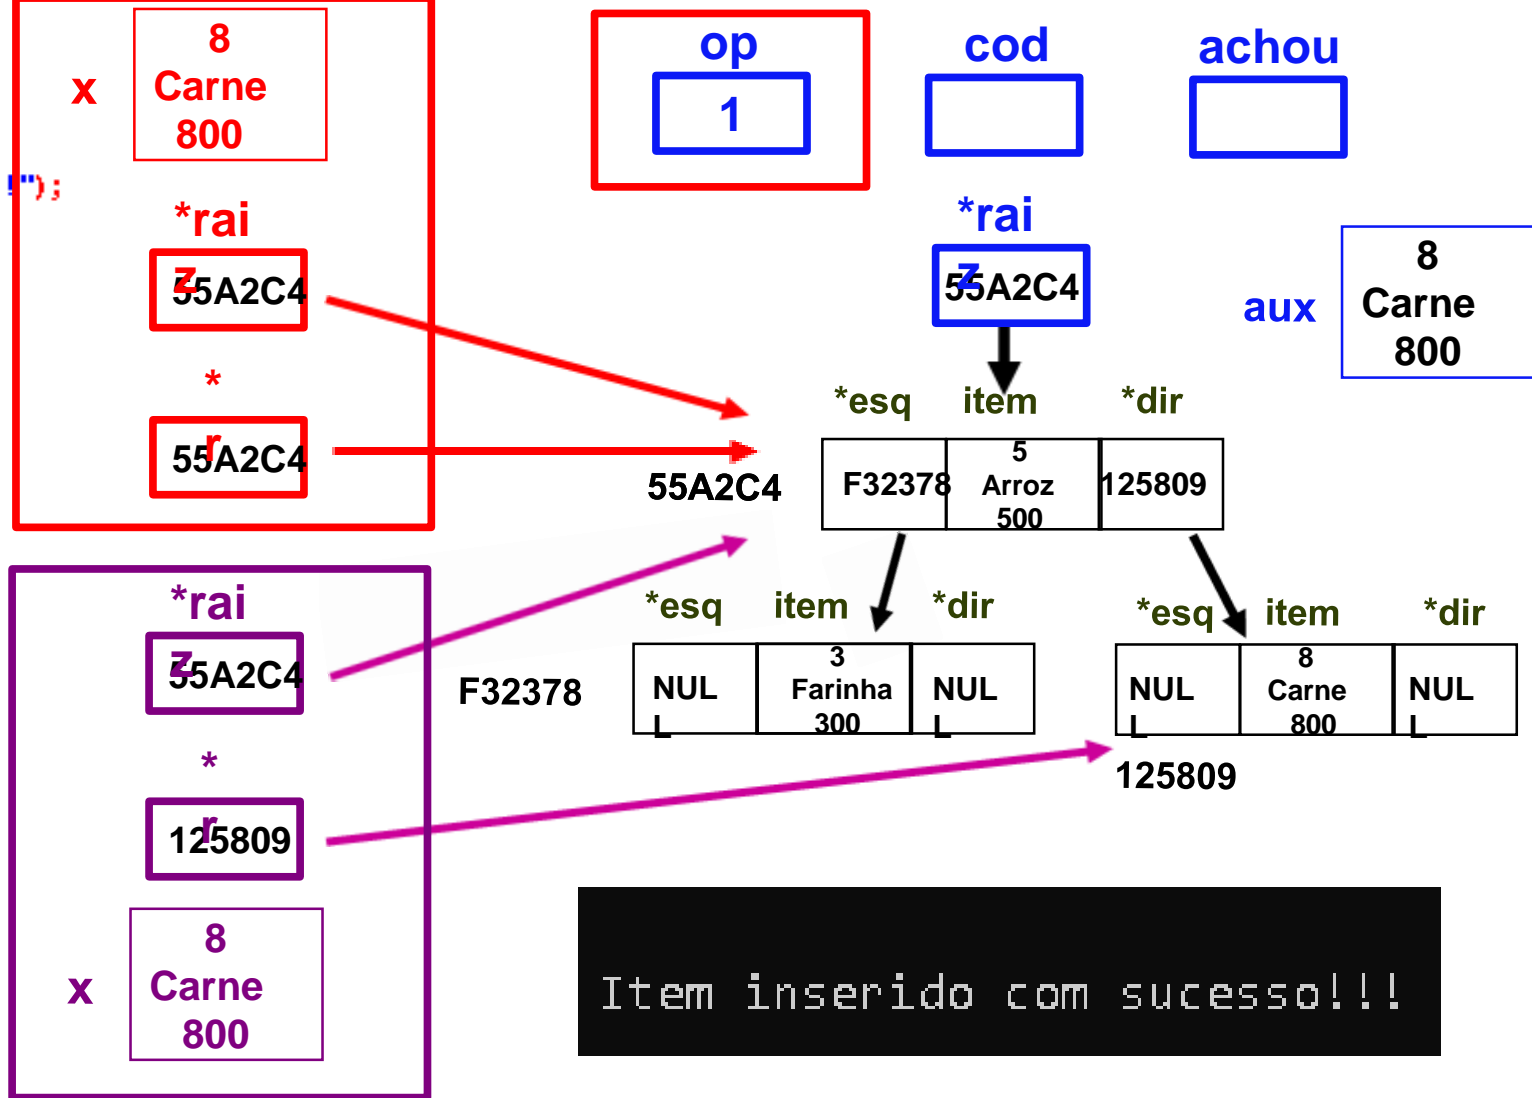 8
x
Carne
800
!");
*rai
z
55A2C4
*
r
55A2C4
op
1
cod
achou
*rai
z
55A2C4
aux
8
Carne
800
*esq item *dir
55A2C4
F32378
5
Arroz
500
125809
*esq item *dir
F32378
NUL
L
3
Farinha
300
NUL
L
*esq item *dir
NUL
L
8
Carne
800
NUL
L
125809
*rai
z
55A2C4
*
r
125809
x
8
Carne
800
Item inserido com sucesso!!!